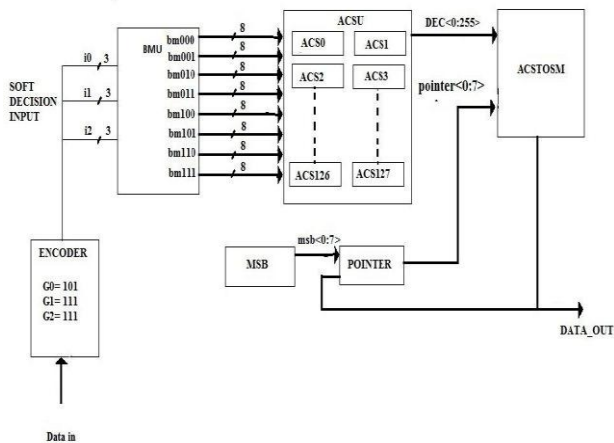 ACSU
BMU
i0 3
i1 3
i2 3
SOFT
DECISION
INPUT
bm000 8
bm001 8
bm010 8
bm011 8
bm100 8
bm101 8
bm110 8
bm111 8
ACS0 ACS1
ACS2 ACS3
ACS126 ACS127
DEC<0:255>
pointer<0:7>
ACSTOSM
ENCODER
G0= 101
G1= 111
G2= 111
MSB
msb<0:7>
POINTER
DATA_OUT
Data in